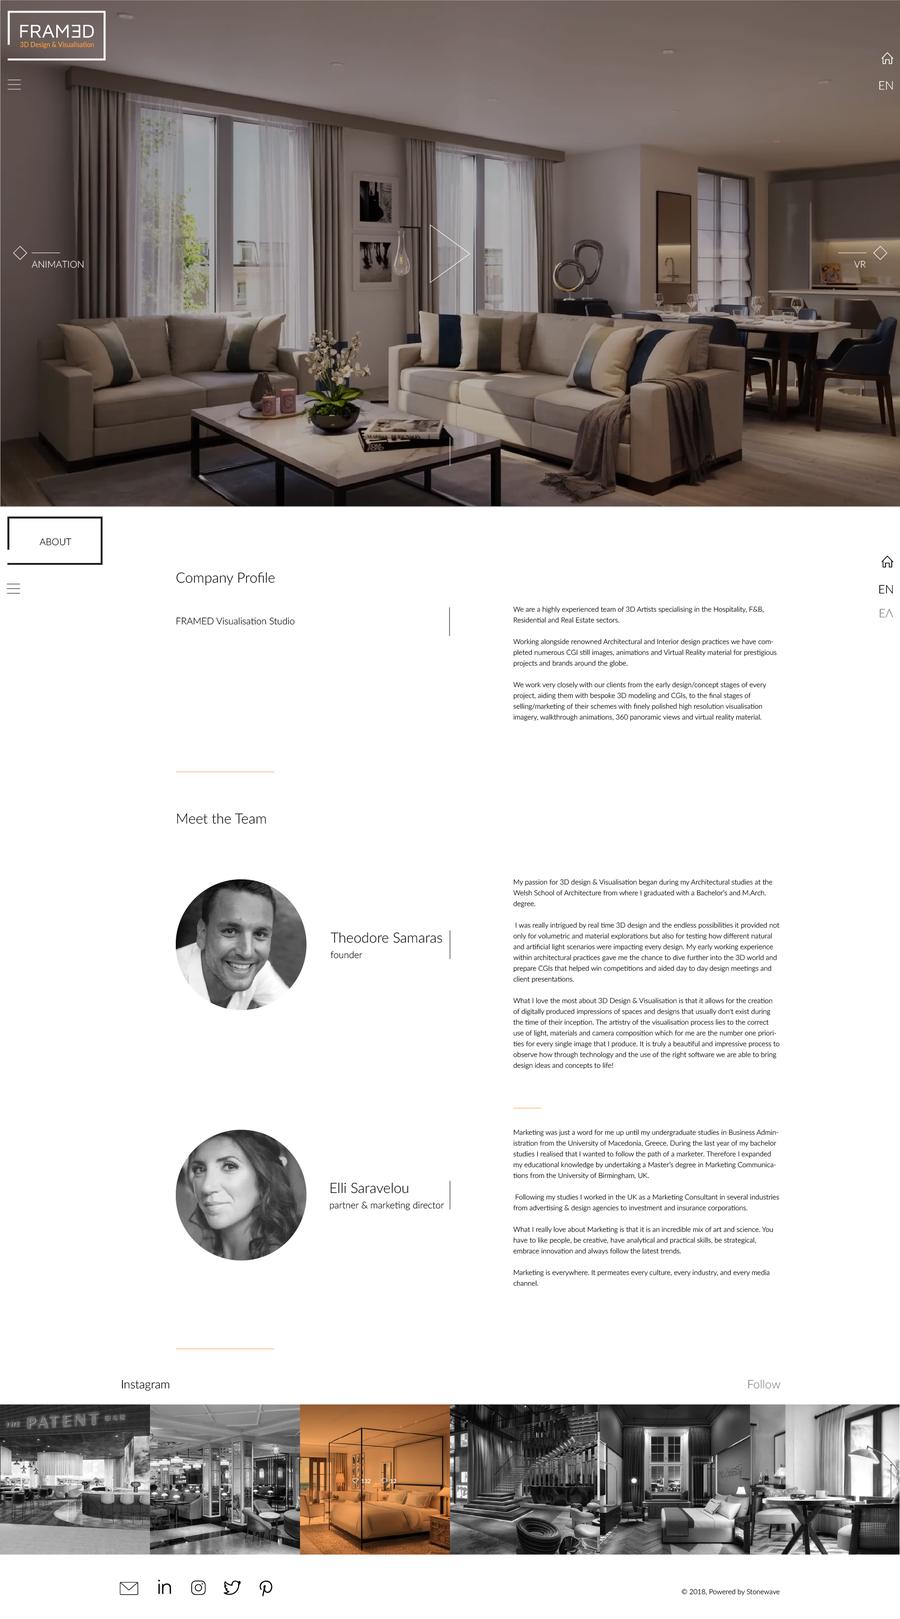 FRAMED
3D Design & Visualisation
EN
ANIMATION
VR
ABOUT
EN
ΕΛ
Company Profile
FRAMED Visualisation Studio
We are a highly experienced team of 3D Artists specialising in the Hospitality, F&B,
Residential and Real Estate sectors.
Working alongside renowned Architectural and Interior design practices we have com-
pleted numerous CGI still images, animations and Virtual Reality material for prestigious
projects and brands around the globe.
We work very closely with our clients from the early design/concept stages of every
project, aiding them with bespoke 3D modeling and CGIs, to the final stages of
selling/marketing of their schemes with finely polished high resolution visualisation
imagery, walkthrough animations, 360 panoramic views and virtual reality material.
Meet the Team
Theodore Samaras
founder
My passion for 3D design & Visualisation began during my Architectural studies at the
Welsh School of Architecture from where I graduated with a Bachelor's and M.Arch.
degree.
I was really intrigued by real time 3D design and the endless possibilities it provided not
only for volumetric and material explorations but also for testing how different natural
and artificial light scenarios were impacting every design. My early working experience
within architectural practices gave me the chance to dive further into the 3D world and
prepare CGIs that helped win competitions and aided day to day design meetings and
client presentations.
What I love the most about 3D Design & Visualisation is that it allows for the creation
of digitally produced impressions of spaces and designs that usually don't exist during
the time of their inception. The artistry of the visualisation process lies to the correct
use of light, materials and camera composition which for me are the number one priori-
ties for every single image that I produce. It is truly a beautiful and impressive process to
observe how through technology and the use of the right software we are able to bring
design ideas and concepts to life!
Elli Saravelou
partner & marketing director
Marketing was just a word for me up until my undergraduate studies in Business Admin-
istration from the University of Macedonia, Greece. During the last year of my bachelor
studies I realised that I wanted to follow the path of a marketer. Therefore I expanded
my educational knowledge by undertaking a Master's degree in Marketing Communica-
tions from the University of Birmingham, UK.
Following my studies I worked in the UK as a Marketing Consultant in several industries
from advertising & design agencies to investment and insurance corporations.
What I really love about Marketing is that it is an incredible mix of art and science. You
have to like people, be creative, have analytical and practical skills, be strategical,
embrace innovation and always follow the latest trends.
Marketing is everywhere. It permeates every culture, every industry, and every media
channel.
Instagram
Follow
THE PATENT BAR
132 12
© 2018, Powered by Stonewave